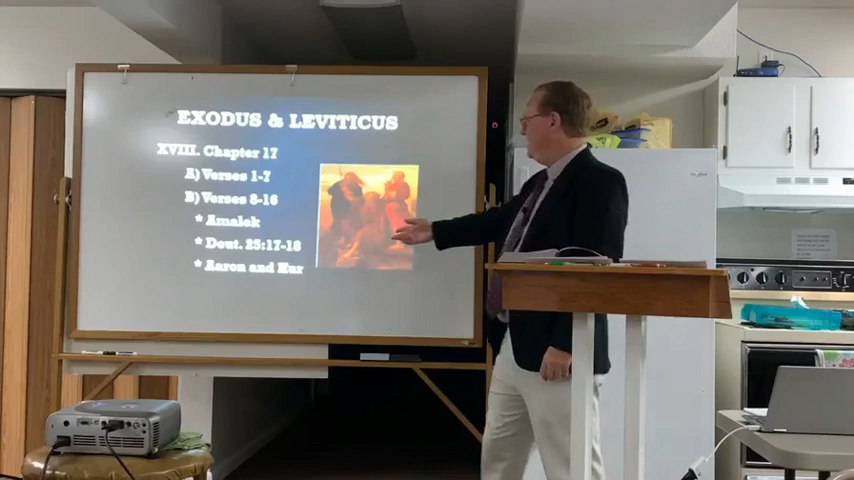 EXODUS & LEVITICUS
XVIII. Chapter 17
A) Verses 1-7
B) Verses 8-16
* Amalek
* Deut. 25:17-18
* Aaron and Hur